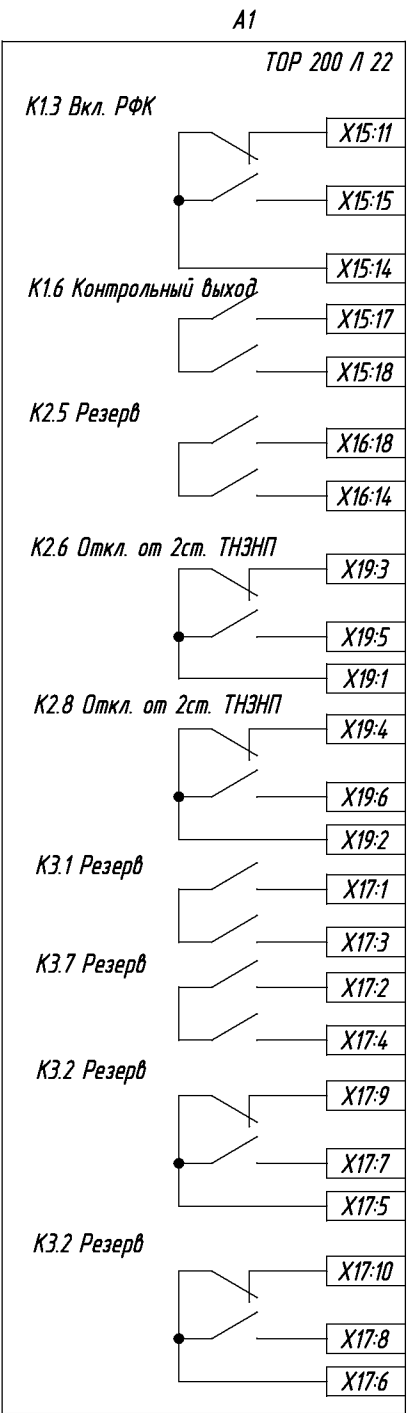 А1
ТОР 200 Л 22
К1.3 Вкл. РФК
X15:11
X15:15
X15:14
К1.6 Контрольный выход
X15:17
X15:18
К2.5 Резерв
X16:18
X16:14
К2.6 Откл. от 2ст. ТНЗНП
X19:3
X19:5
X19:1
К2.8 Откл. от 2ст. ТНЗНП
X19:4
X19:6
X19:2
К3.1 Резерв
X17:1
X17:3
К3.7 Резерв
X17:2
X17:4
К3.2 Резерв
X17:9
X17:7
X17:5
К3.2 Резерв
X17:10
X17:8
X17:6